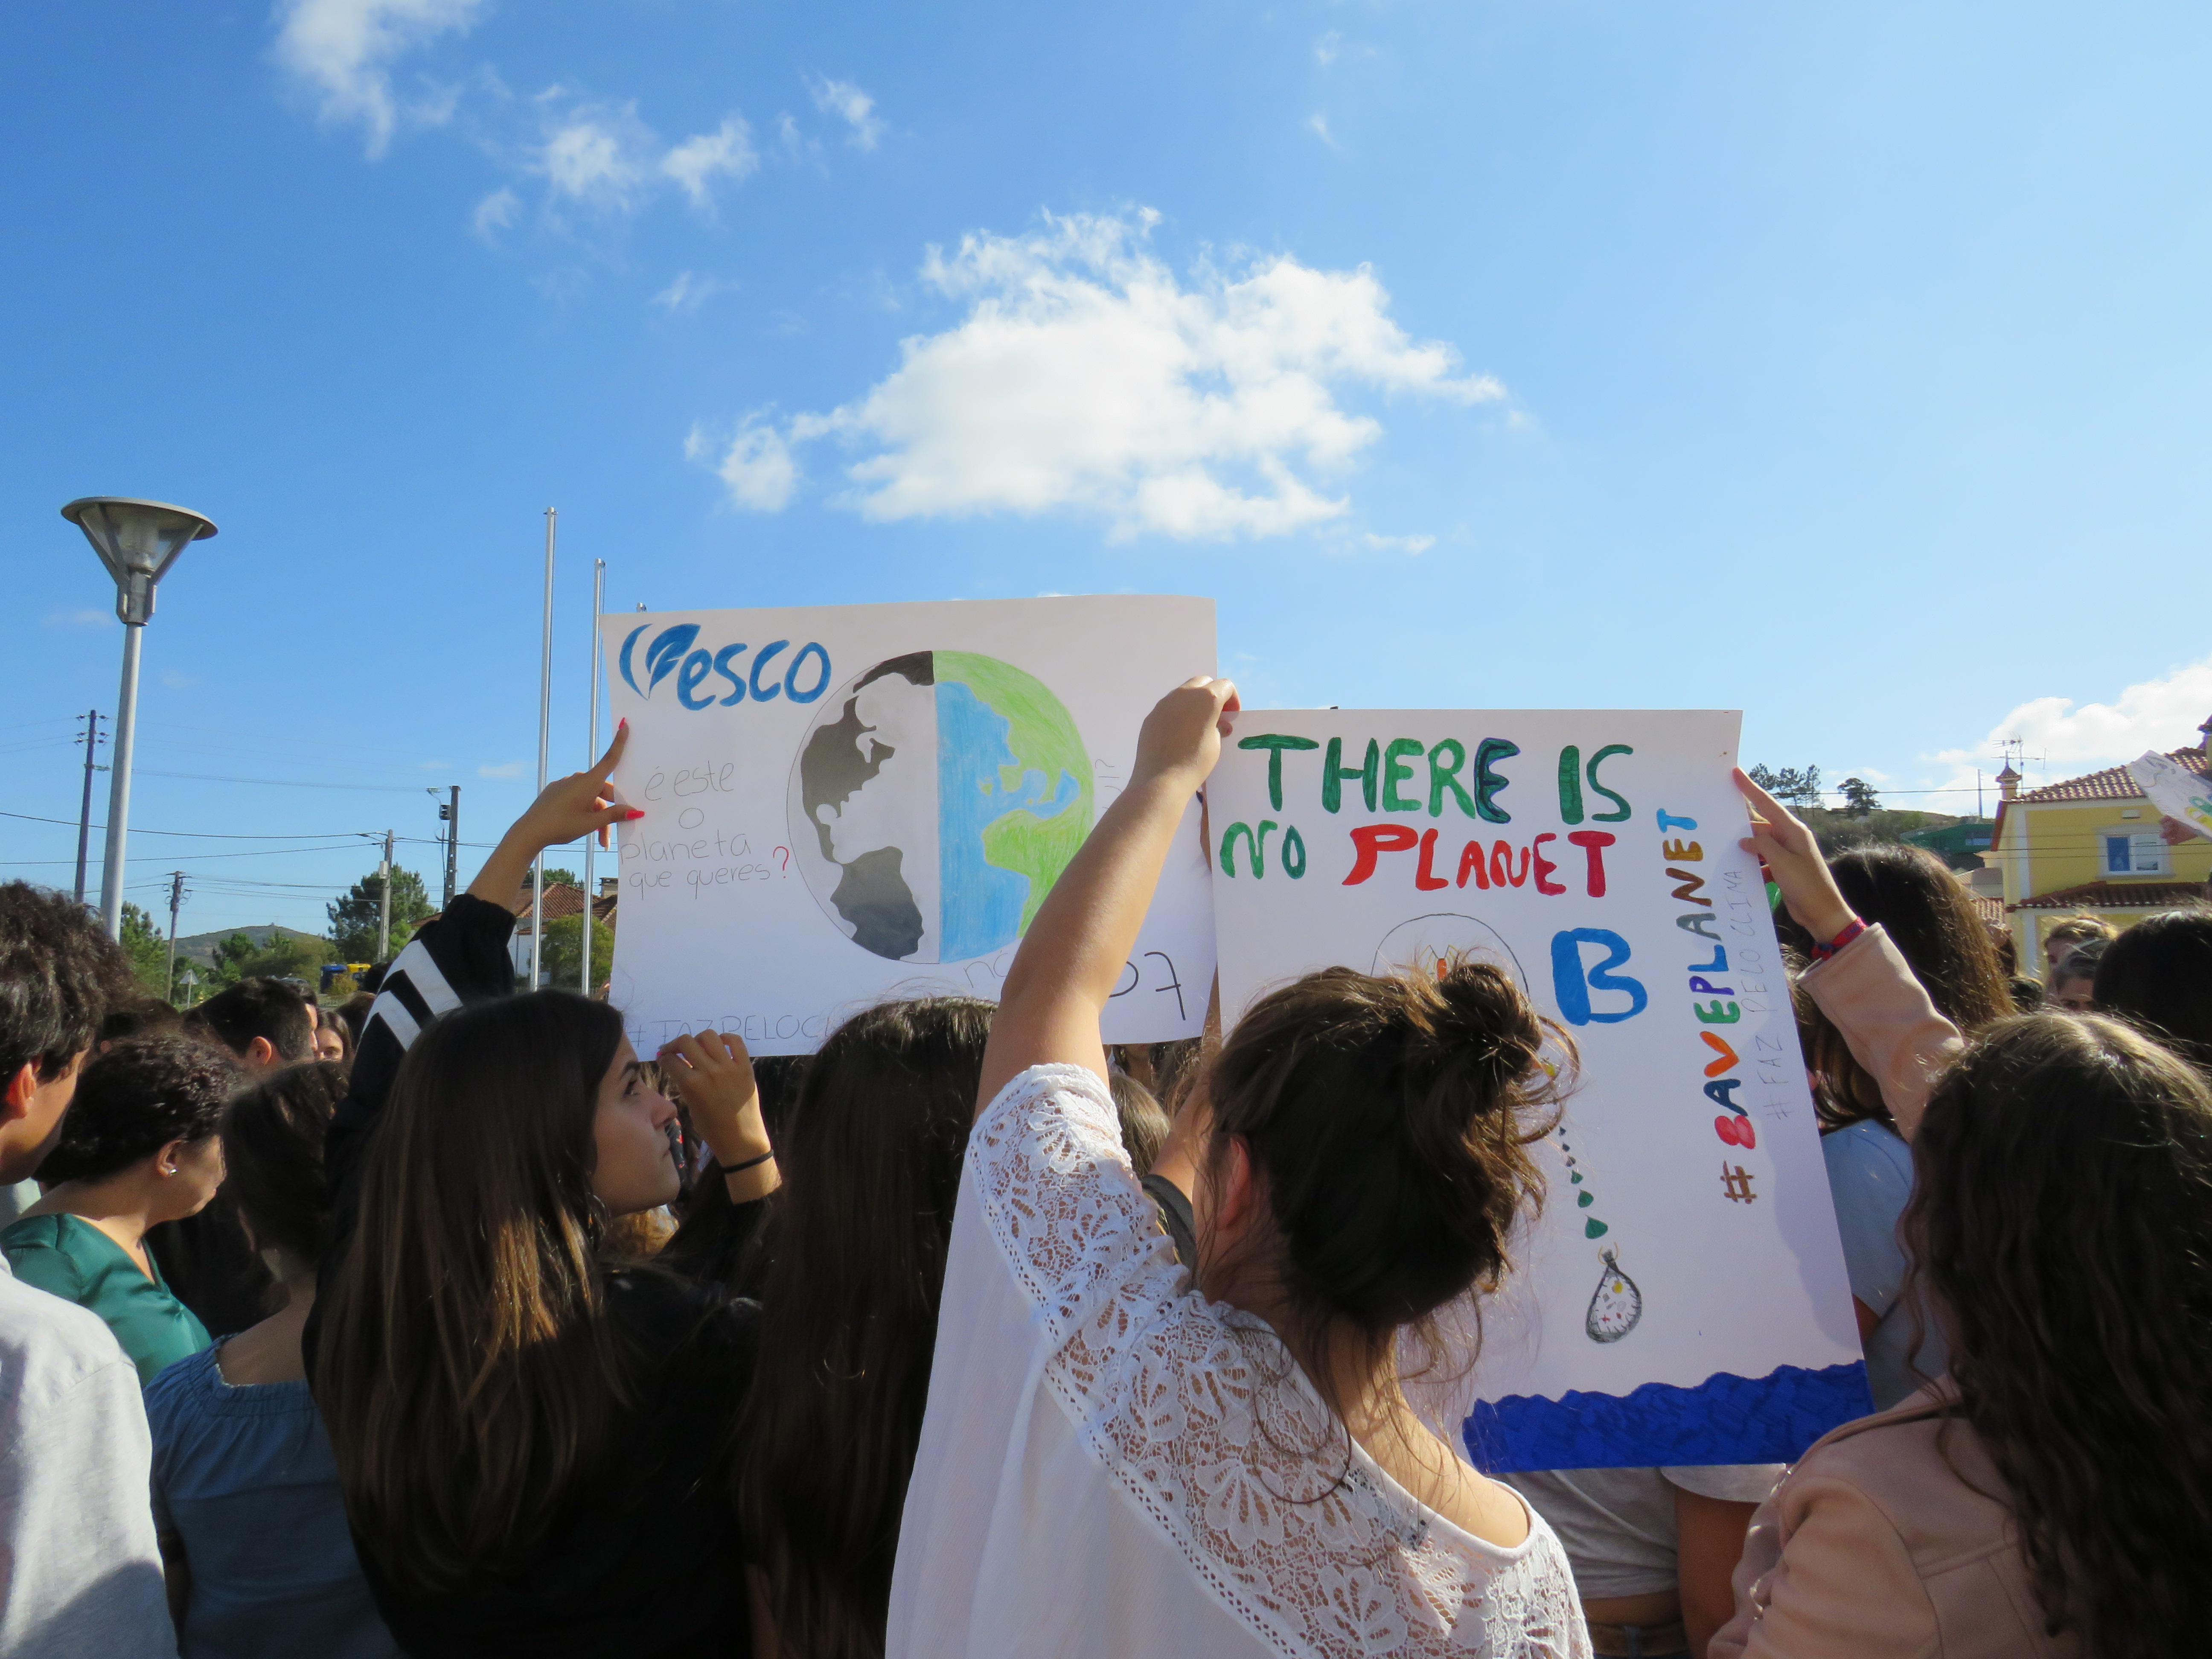 esco
é este
o
planeta
que queres?
THERE IS
NO PLANET
B
#SAVEPLANET
#FAZ PELO CLIMA